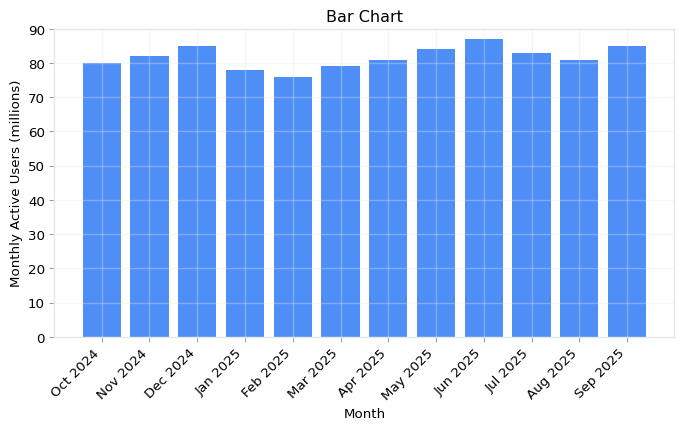 Bar Chart
Monthly Active Users (millions)
90
80
70
60
50
40
30
20
10
0
Oct 2024
Nov 2024
Dec 2024
Jan 2025
Feb 2025
Mar 2025
Apr 2025
May 2025
Jun 2025
Jul 2025
Aug 2025
Sep 2025
Month